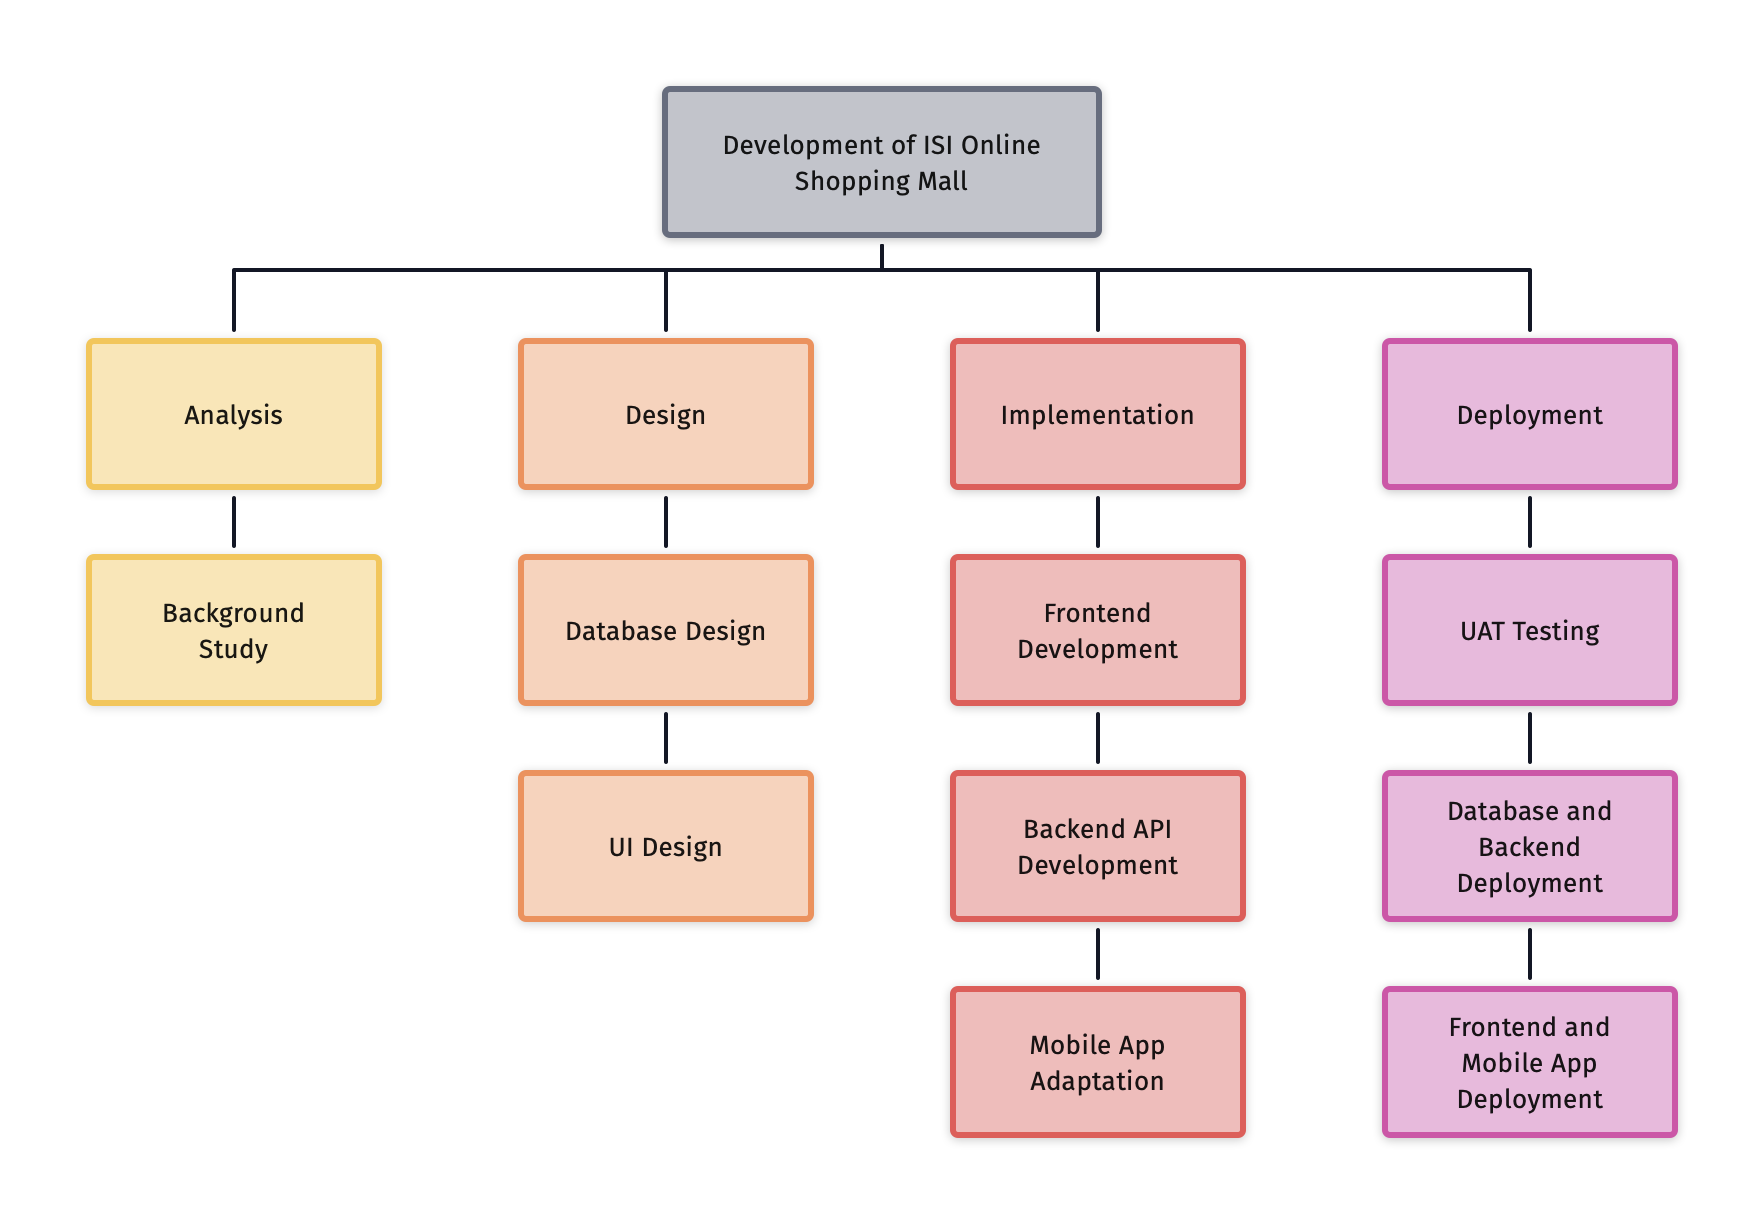 Development of ISI Online
Shopping Mall
Analysis
Design
Implementation
Deployment
Background
Study
Database Design
Frontend
Development
UAT Testing
UI Design
Backend API
Development
Database and
Backend
Deployment
Mobile App
Adaptation
Frontend and
Mobile App
Deployment